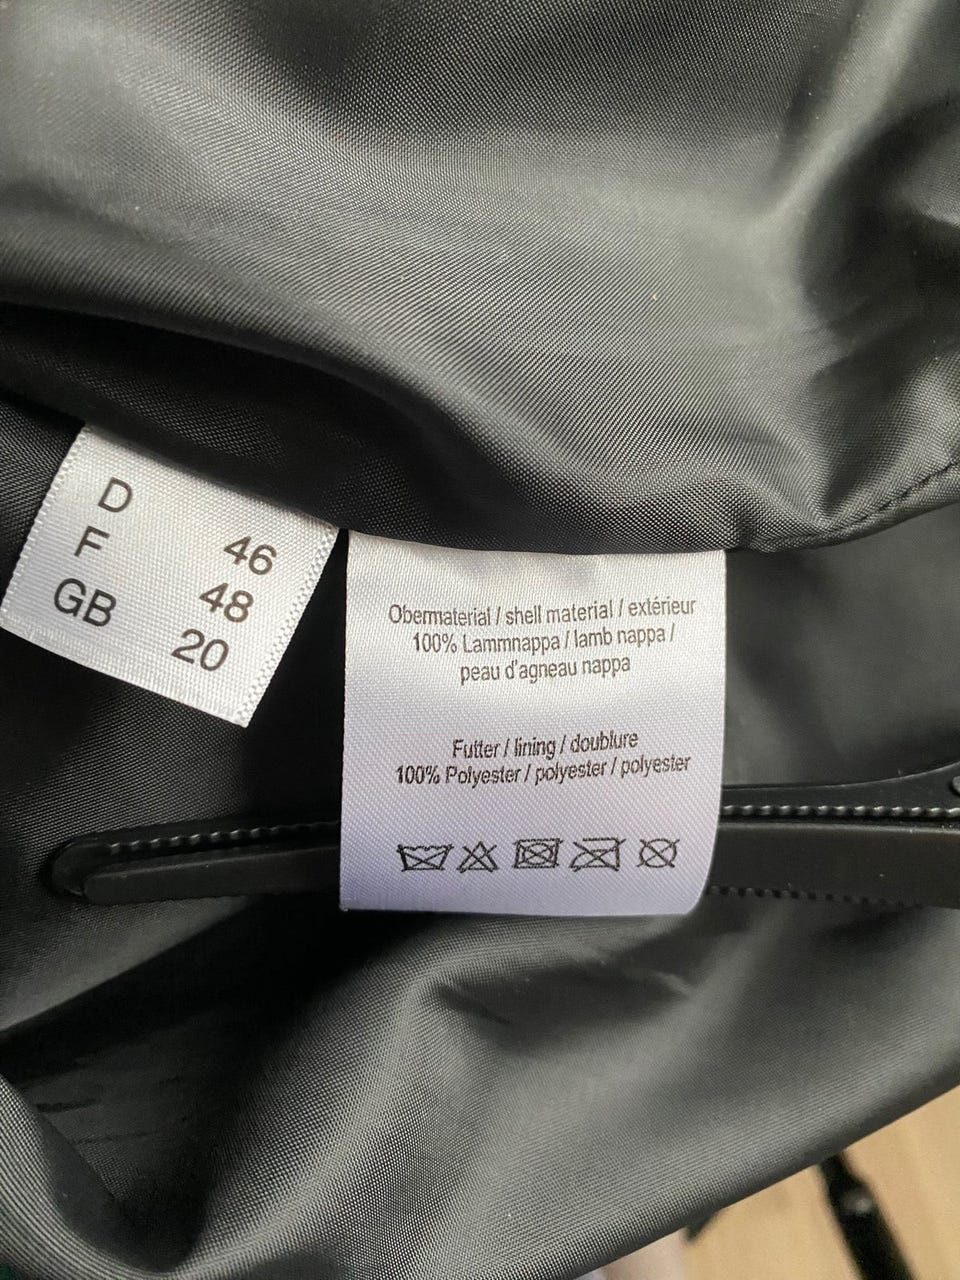 D 46
F 48
GB 20
Obermaterial / shell material / extérieur
100% Lammnappa / lamb nappa /
peau d'agneau nappa
Futter / lining / doublure
100% Polyester / polyester / polyester